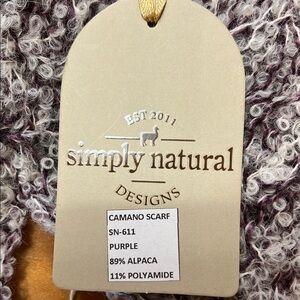 EST 2011
simply natural
DESIGNS
CAMANO SCARF
SN-611
PURPLE
89% ALPACA
11% POLYAMIDE